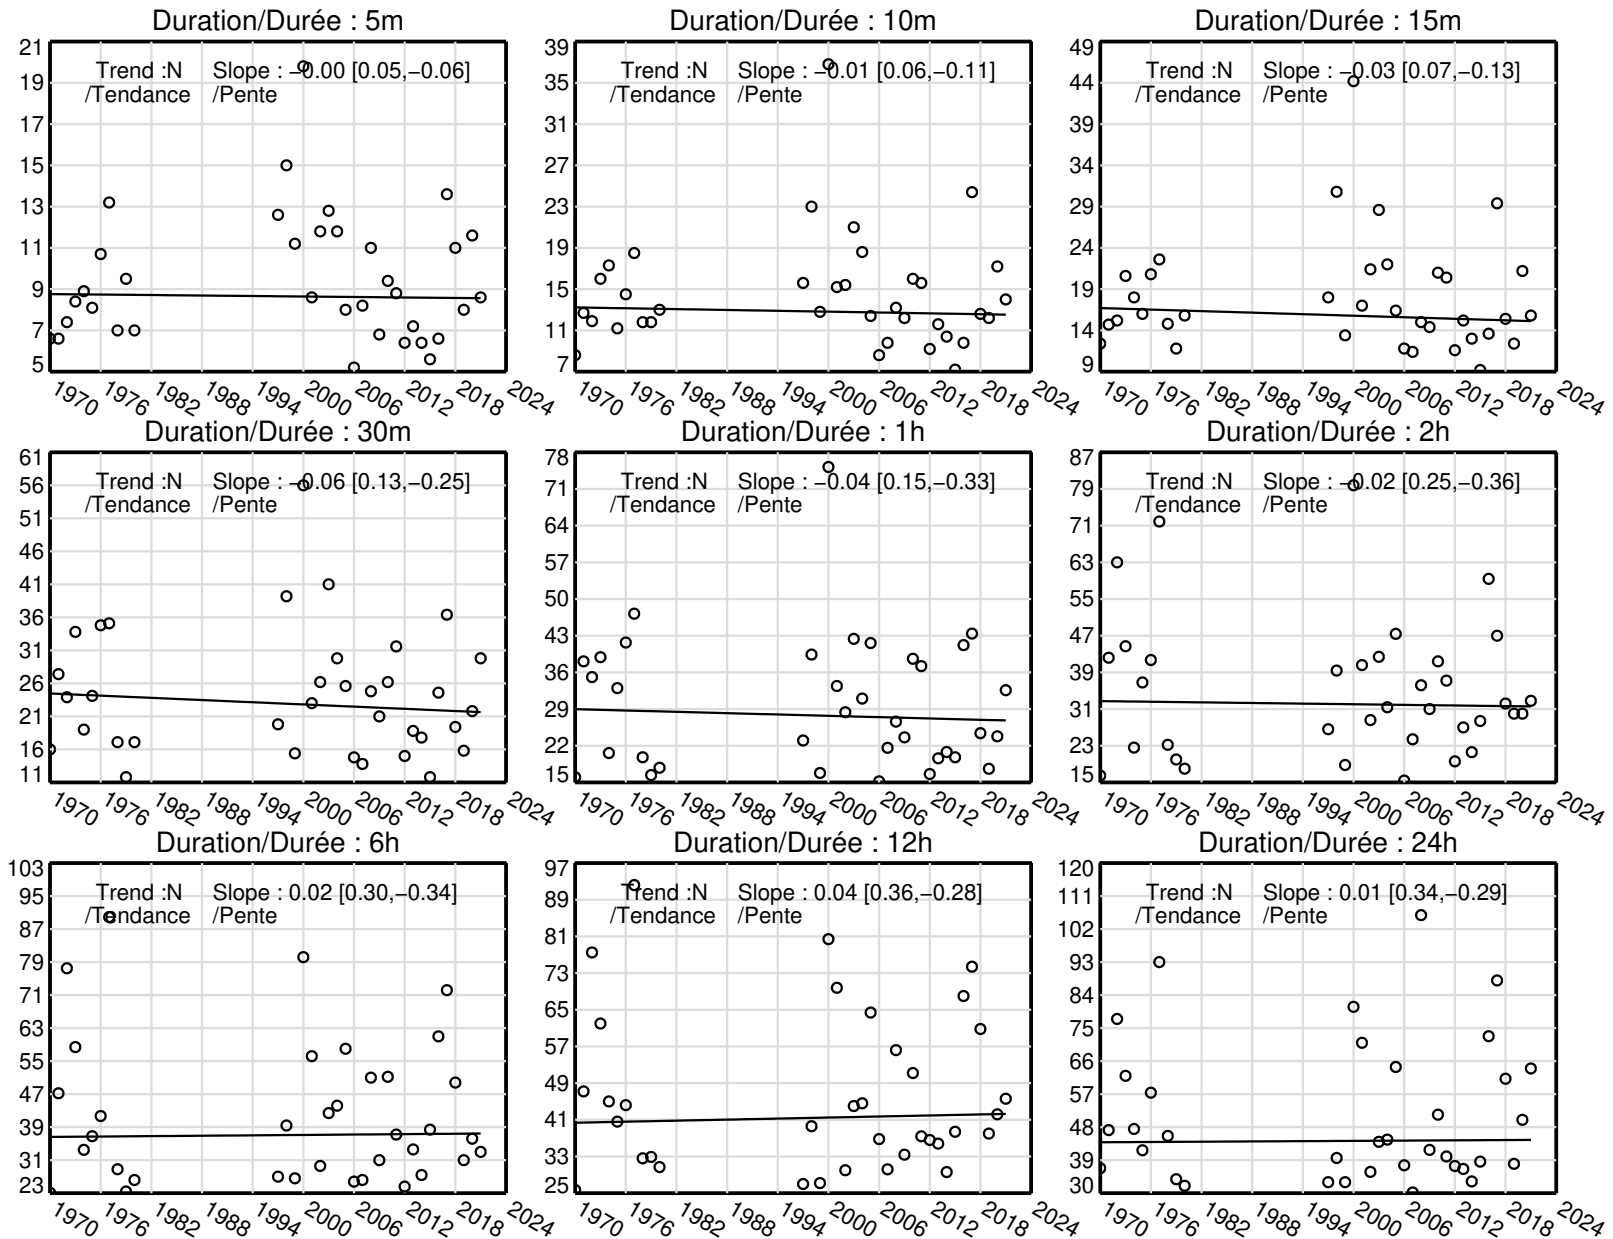 Duration/Durée : 5m
Trend :N Slope : −0.00 [0.05,−0.06]
/Tendance /Pente
21
19
17
15
13
11
9
7
5
1970 1976 1982 1988 1994 2000 2006 2012 2018 2024
Duration/Durée : 10m
Trend :N Slope : −0.01 [0.06,−0.11]
/Tendance /Pente
39
35
31
27
23
19
15
11
7
1970 1976 1982 1988 1994 2000 2006 2012 2018 2024
Duration/Durée : 15m
Trend :N Slope : −0.03 [0.07,−0.13]
/Tendance /Pente
49
44
39
34
29
24
19
14
9
1970 1976 1982 1988 1994 2000 2006 2012 2018 2024
Duration/Durée : 30m
Trend :N Slope : −0.06 [0.13,−0.25]
/Tendance /Pente
61
56
51
46
41
36
31
26
21
16
11
1970 1976 1982 1988 1994 2000 2006 2012 2018 2024
Duration/Durée : 1h
Trend :N Slope : −0.04 [0.15,−0.33]
/Tendance /Pente
78
71
64
57
50
43
36
29
22
15
1970 1976 1982 1988 1994 2000 2006 2012 2018 2024
Duration/Durée : 2h
Trend :N Slope : −0.02 [0.25,−0.36]
/Tendance /Pente
87
79
71
63
55
47
39
31
23
15
1970 1976 1982 1988 1994 2000 2006 2012 2018 2024
Duration/Durée : 6h
Trend :N Slope : 0.02 [0.30,−0.34]
/Tendance /Pente
103
95
87
79
71
63
55
47
39
31
23
1970 1976 1982 1988 1994 2000 2006 2012 2018 2024
Duration/Durée : 12h
Trend :N Slope : 0.04 [0.36,−0.28]
/Tendance /Pente
97
89
81
73
65
57
49
41
33
25
1970 1976 1982 1988 1994 2000 2006 2012 2018 2024
Duration/Durée : 24h
Trend :N Slope : 0.01 [0.34,−0.29]
/Tendance /Pente
120
111
102
93
84
75
66
57
48
39
30
1970 1976 1982 1988 1994 2000 2006 2012 2018 2024